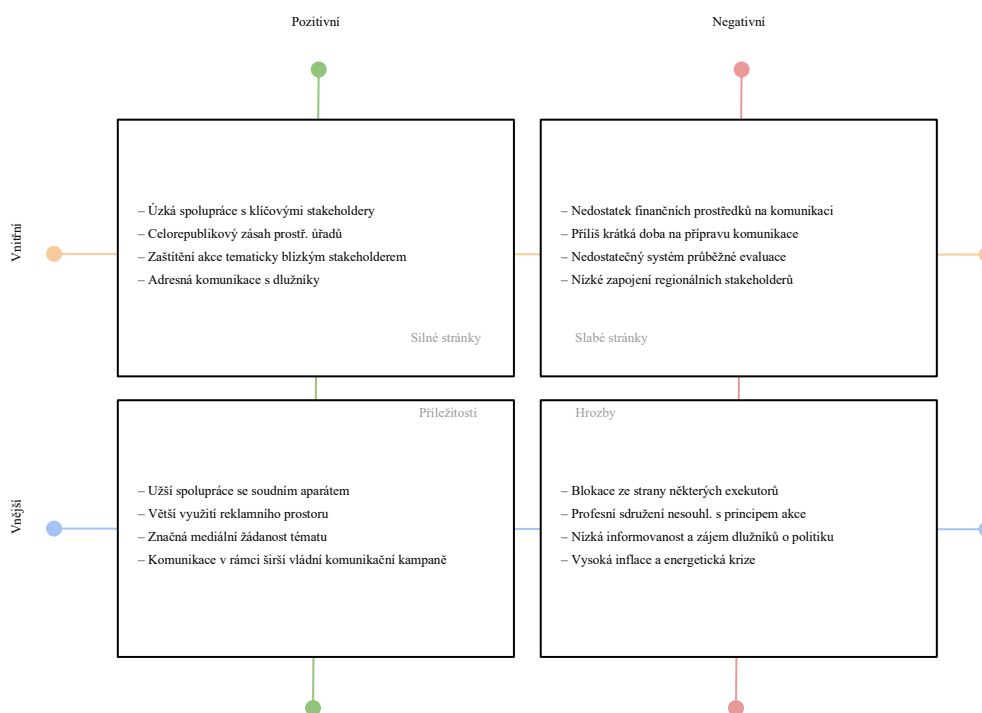 Pozitivní
Negativní
Vnitřní
– Úzká spolupráce s klíčovými stakeholdery
– Celorepublikový zásah prostř. úřadů
– Zaštítění akce tematicky blízkým stakeholderem
– Adresná komunikace s dlužníky
Silné stránky
– Nedostatek finančních prostředků na komunikaci
– Příliš krátká doba na přípravu komunikace
– Nedostatečný systém průběžné evaluace
– Nízké zapojení regionálních stakeholderů
Slabé stránky
Vnější
Příležitosti
– Užší spolupráce se soudním aparátem
– Větší využití reklamního prostoru
– Značná mediální žádanost tématu
– Komunikace v rámci širší vládní komunikační kampaně
Hrozby
– Blokace ze strany některých exekutorů
– Profesní sdružení nesouhl. s principem akce
– Nízká informovanost a zájem dlužníků o politiku
– Vysoká inflace a energetická krize